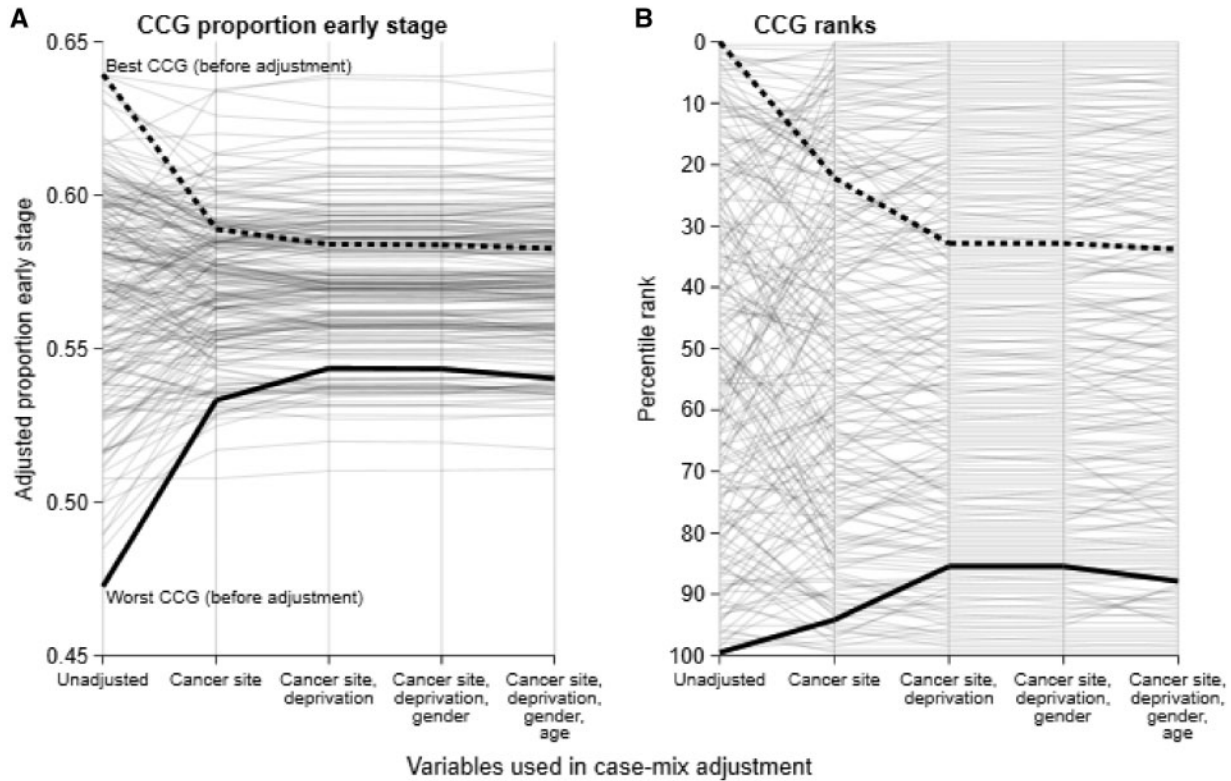 A
CCG proportion early stage
0.65
0.60
0.55
0.50
0.45
Adjusted proportion early stage
Best CCG (before adjustment)
Worst CCG (before adjustment)
Unadjusted
Cancer site
Cancer site,
deprivation
Cancer site,
deprivation,
gender
Cancer site,
deprivation,
gender,
age
B
CCG ranks
0
10
20
30
40
50
60
70
80
90
100
Percentile rank
Unadjusted
Cancer site
Cancer site,
deprivation
Cancer site,
deprivation,
gender
Cancer site,
deprivation,
gender,
age
Variables used in case-mix adjustment